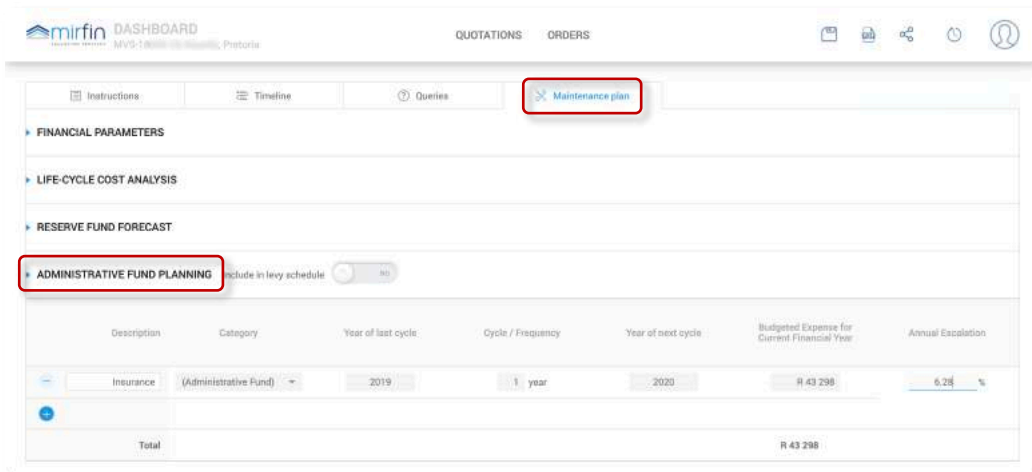 mirfin DASHBOARD
QUOTATIONS ORDERS
Pretoria
Instructions Timeline Queries Maintenance plan
FINANCIAL PARAMETERS
LIFE-CYCLE COST ANALYSIS
RESERVE FUND FORECAST
ADMINISTRATIVE FUND PLANNING include in levy schedule NO
Description Category Year of last cycle Cycle / Frequency Year of next cycle Budgeted Expense for Annual Escalation
Current Financial Year
Insurance (Administrative Fund) 2019 1 year 2020 R 43 298 6.28 %
Total R 43 298